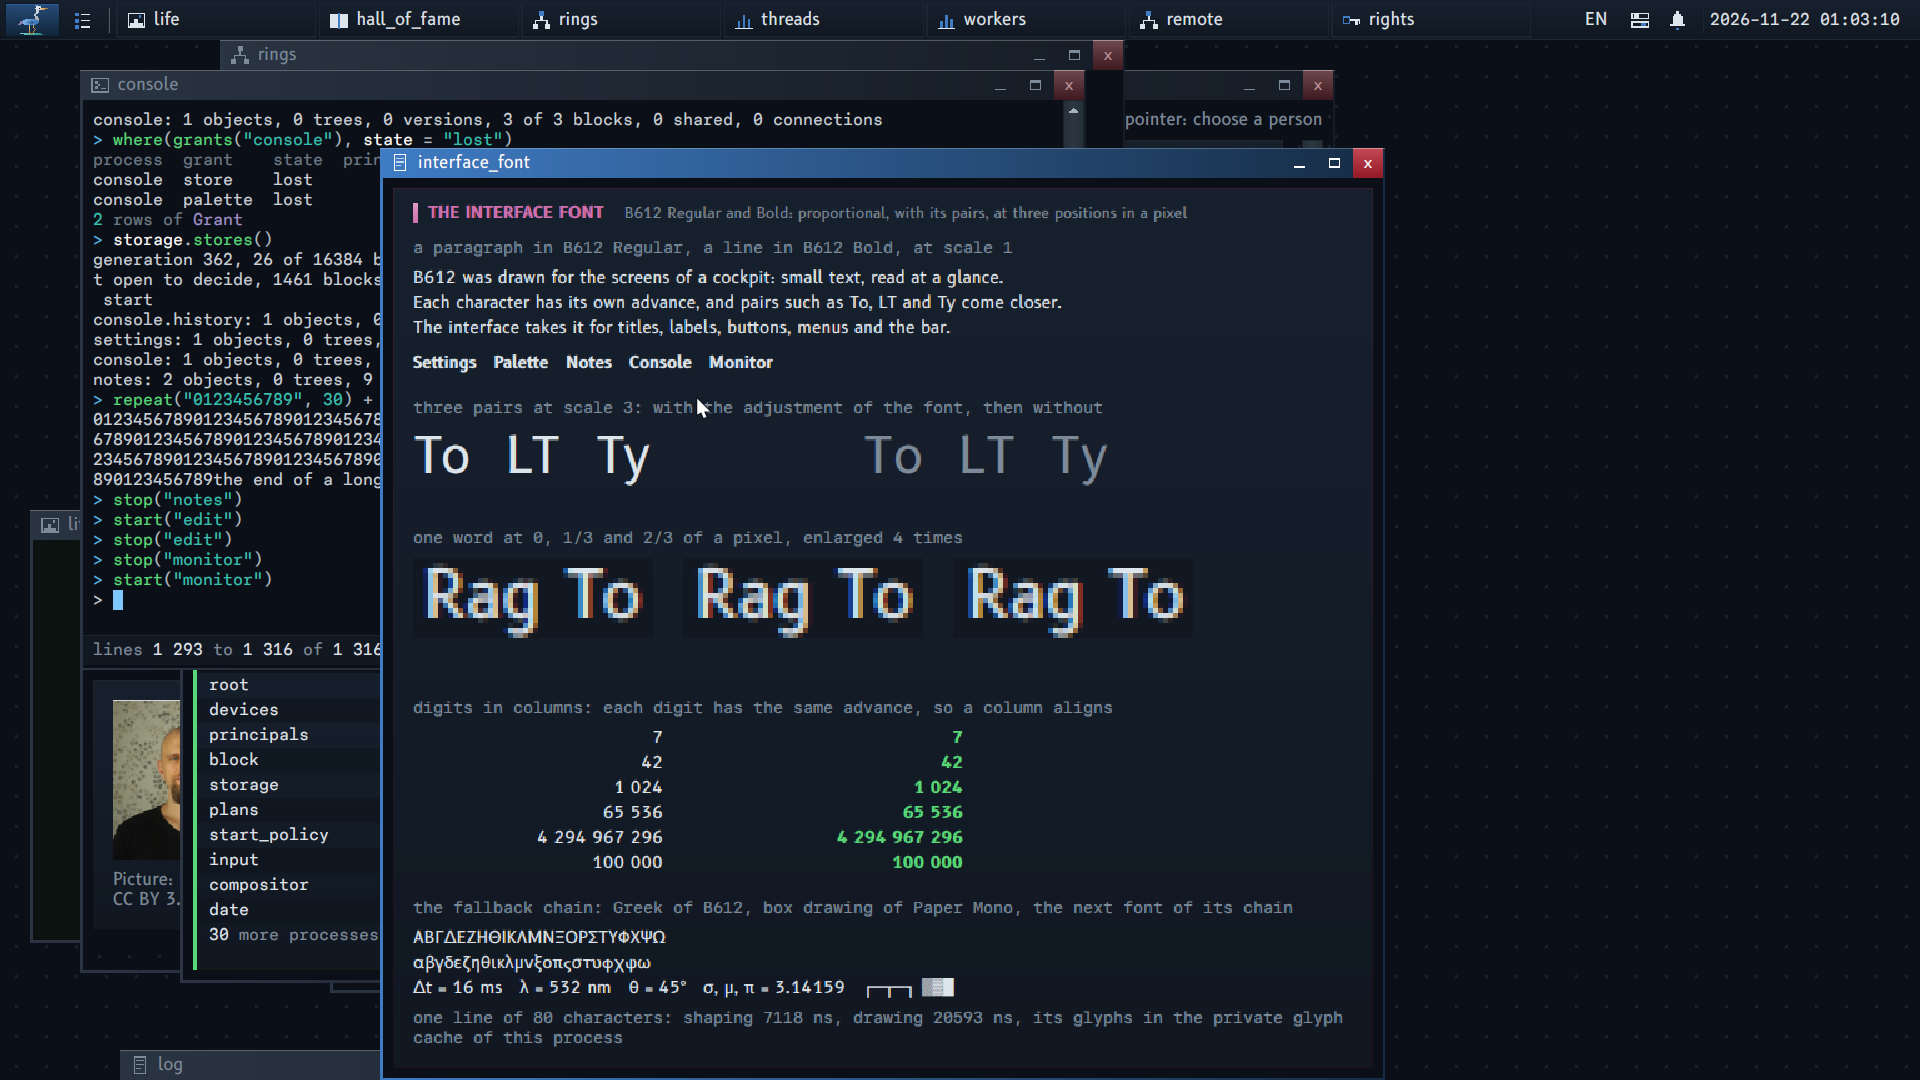 life
hall_of_fame
rings
threads
workers
remote
rights
EN
2026-11-22 01:03:10
rings
console
console: 1 objects, 0 trees, 0 versions, 3 of 3 blocks, 0 shared, 0 connections
> where(grants("console"), state = "lost")
process grant state prin
console store lost
console palette lost
2 rows of Grant
> storage.stores()
generation 362, 26 of 16384 b
t open to decide, 1461 blocks
start
console.history: 1 objects, 0
settings: 1 objects, 0 trees,
console: 1 objects, 0 trees,
notes: 2 objects, 0 trees, 9
> repeat("0123456789", 30) +
01234567890123456789012345678
67890123456789012345678901234
23456789012345678901234567890
890123456789the end of a long
> stop("notes")
> start("edit")
> stop("edit")
> stop("monitor")
> start("monitor")
>
lines 1 293 to 1 316 of 1 316
pointer: choose a person
interface_font
THE INTERFACE FONT B612 Regular and Bold: proportional, with its pairs, at three positions in a pixel
a paragraph in B612 Regular, a line in B612 Bold, at scale 1
B612 was drawn for the screens of a cockpit: small text, read at a glance.
Each character has its own advance, and pairs such as To, LT and Ty come closer.
The interface takes it for titles, labels, buttons, menus and the bar.
Settings Palette Notes Console Monitor
three pairs at scale 3: with the adjustment of the font, then without
To LT Ty To LT Ty
one word at 0, 1/3 and 2/3 of a pixel, enlarged 4 times
Rag To Rag To Rag To
digits in columns: each digit has the same advance, so a column aligns
7 7
42 42
1 024 1 024
65 536 65 536
4 294 967 296 4 294 967 296
100 000 100 000
the fallback chain: Greek of B612, box drawing of Paper Mono, the next font of its chain
ΑΒΓΔΕΖΗΘΙΚΛΜΝΞΟΡΣΤΥΦΧΨΩ
αβγδεζηθικλμνξοπςστυφχψω
Δt = 16 ms λ = 532 nm θ = 45° σ, μ, π = 3.14159 ┌─┬─┐ ░▒▓█
one line of 80 characters: shaping 7118 ns, drawing 20593 ns, its glyphs in the private glyph
cache of this process
li
Picture:
CC BY 3.
root
devices
principals
block
storage
plans
start_policy
input
compositor
date
30 more processes
log